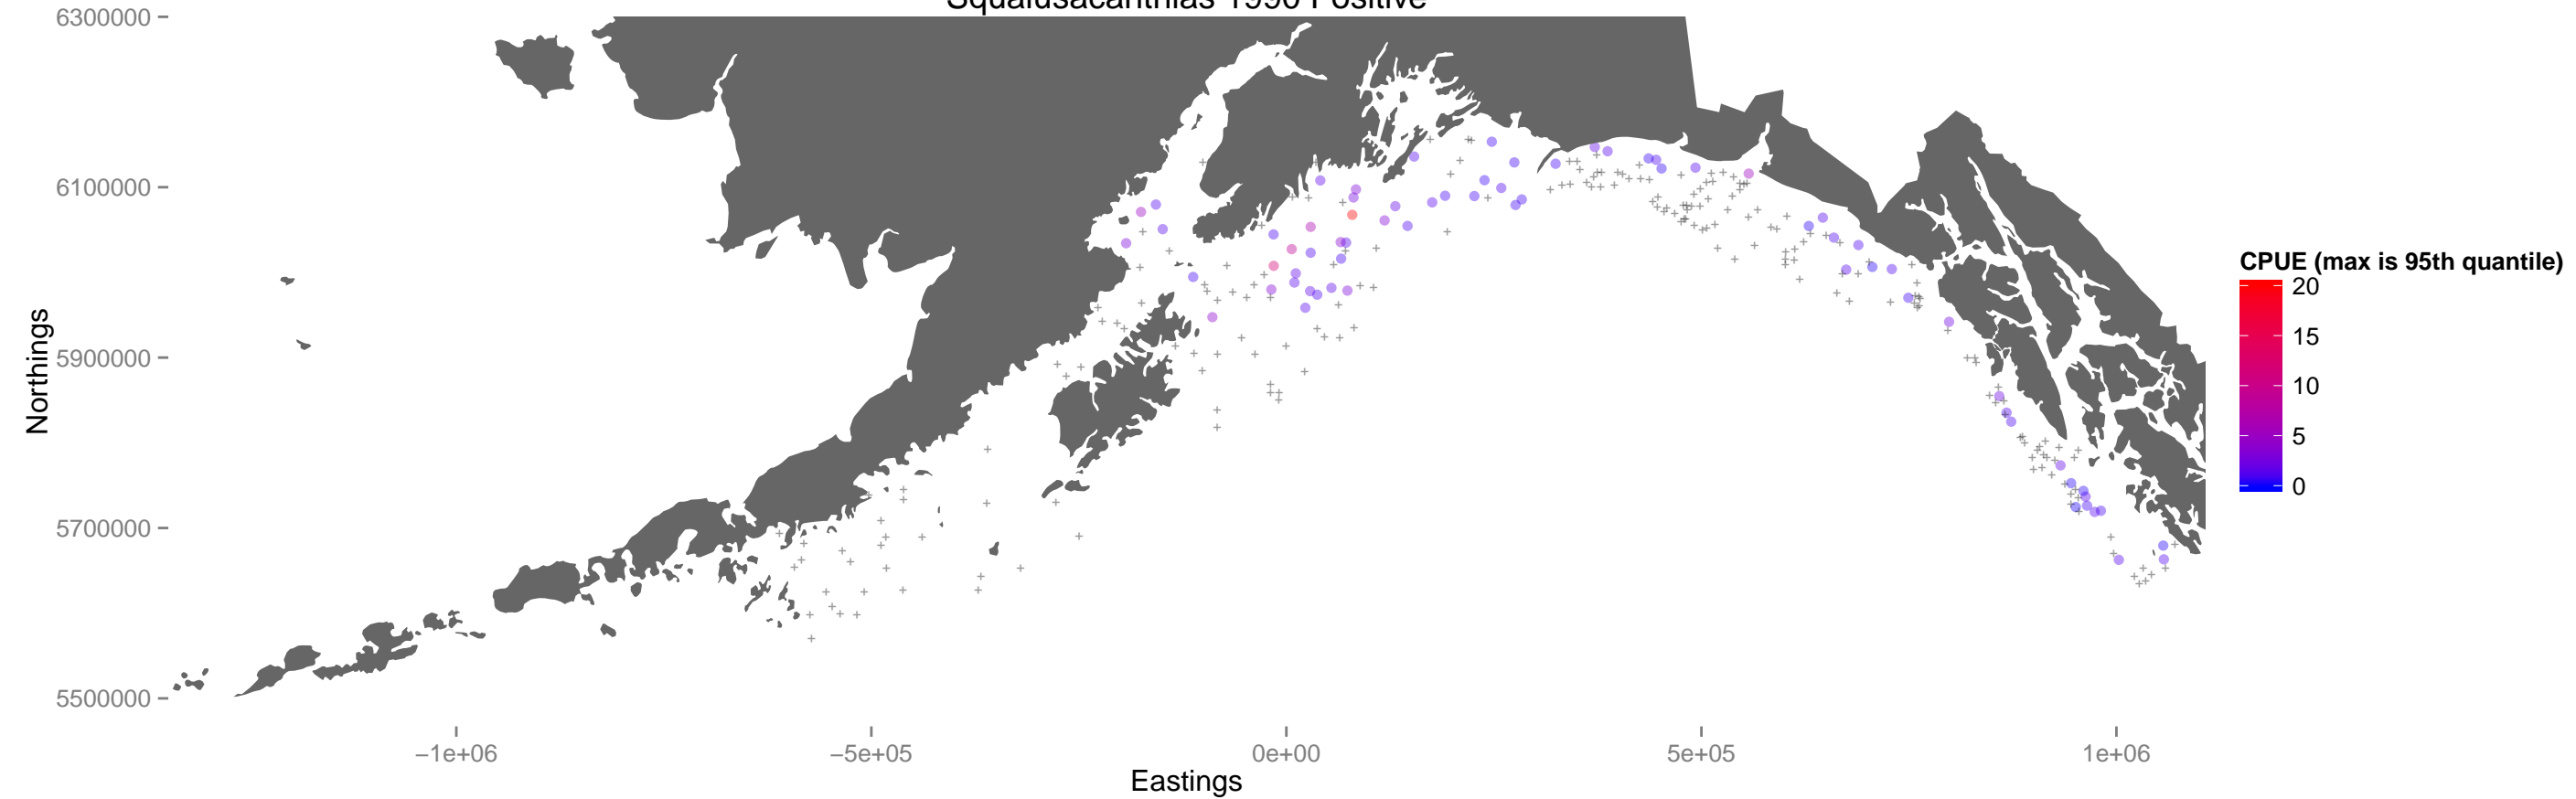 Squalusacanthias 1990 Positive
6300000
6100000
5900000
5700000
5500000
Northings
−1e+06
−5e+05
0e+00
5e+05
1e+06
Eastings
CPUE (max is 95th quantile)
20
15
10
5
0